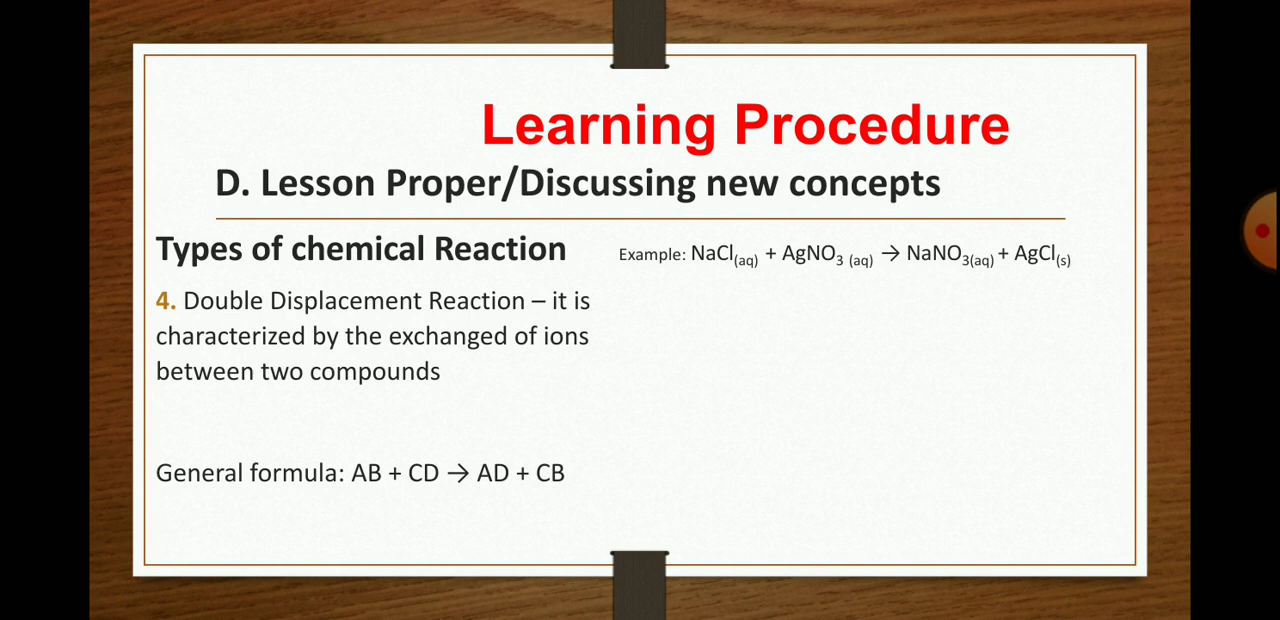 Learning Procedure
D. Lesson Proper/Discussing new concepts
Types of chemical Reaction
4. Double Displacement Reaction – it is
characterized by the exchanged of ions
between two compounds
General formula: AB + CD → AD + CB
Example: NaCl(aq) + AgNO3 (aq) → NaNO3(aq) + AgCl(s)